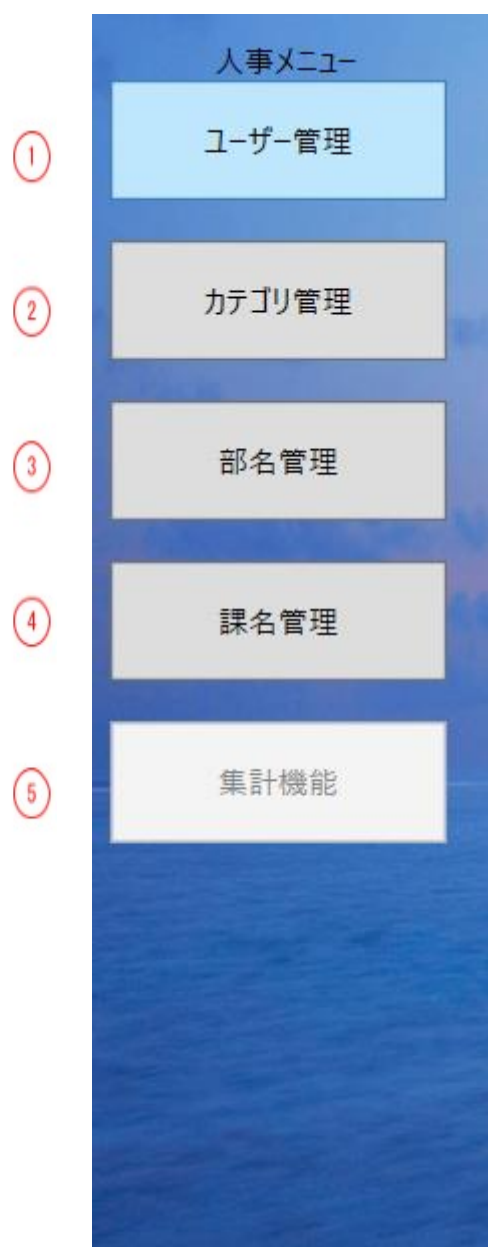 人事メニュー
① ユーザー管理
② カテゴリ管理
③ 部名管理
④ 課名管理
⑤ 集計機能